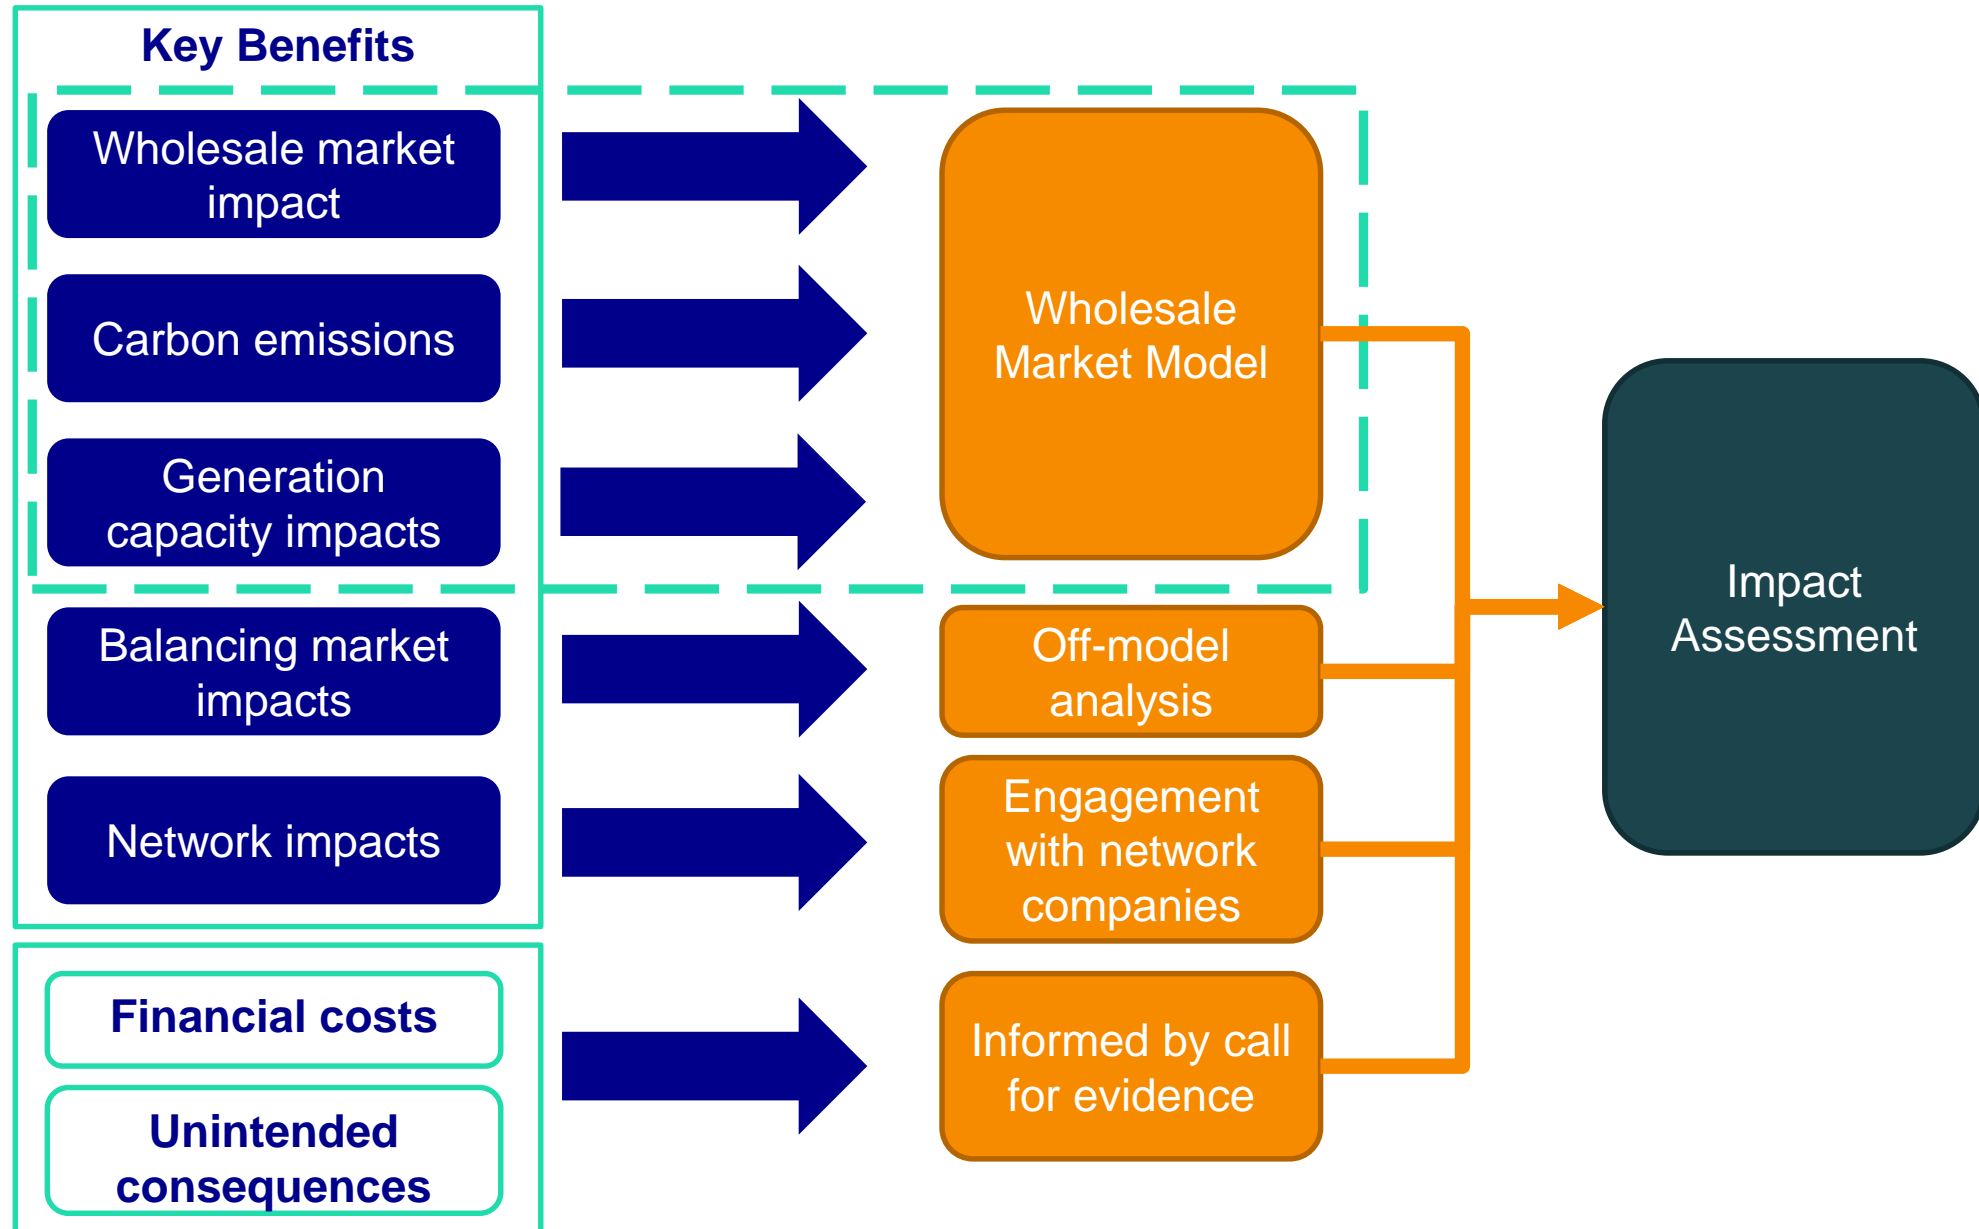 Key Benefits
Wholesale market
impact
Carbon emissions
Generation
capacity impacts
Balancing market
impacts
Network impacts
Financial costs
Unintended
consequences
Wholesale
Market Model
Off-model
analysis
Engagement
with network
companies
Informed by call
for evidence
Impact
Assessment